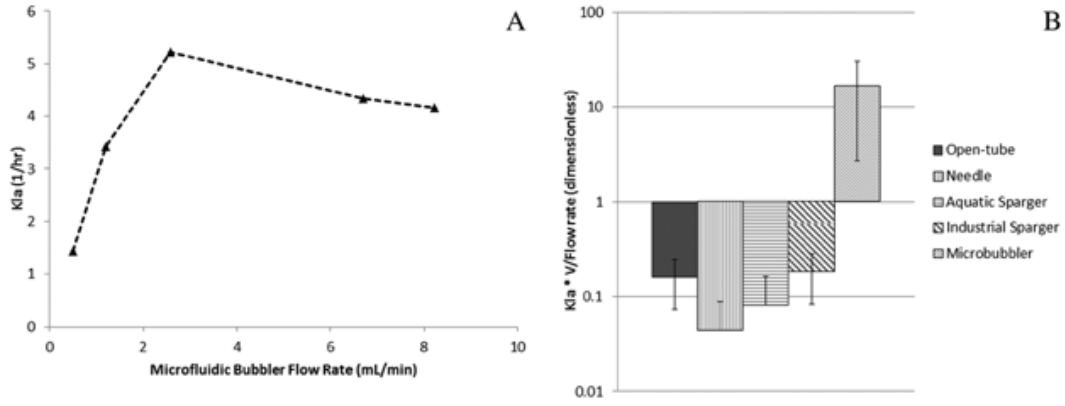 A
Kla (1/hr)
6
5
4
3
2
1
0
0 2 4 6 8 10
Microfluidic Bubbler Flow Rate (mL/min)
B
Kla * V/Flow rate (dimensionless)
100
10
1
0.1
0.01
Open-tube
Needle
Aquatic Sparger
Industrial Sparger
Microbubbler